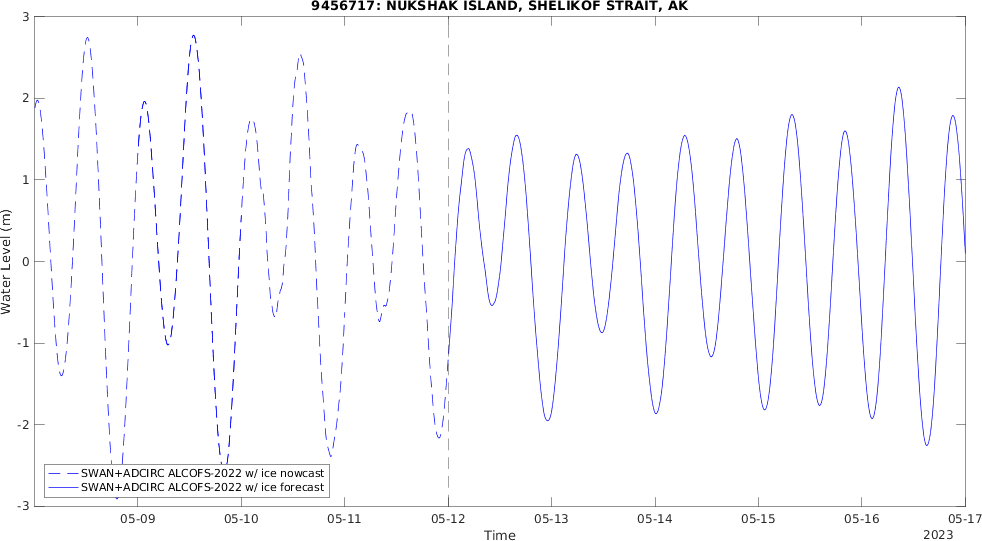 9456717: NUKSHAK ISLAND, SHELIKOF STRAIT, AK
3
2
1
0
-1
-2
-3
Water Level (m)
SWAN+ADCIRC ALCOFS-2022 w/ ice nowcast
SWAN+ADCIRC ALCOFS-2022 w/ ice forecast
05-09 05-10 05-11 05-12 05-13 05-14 05-15 05-16 05-17
Time
2023